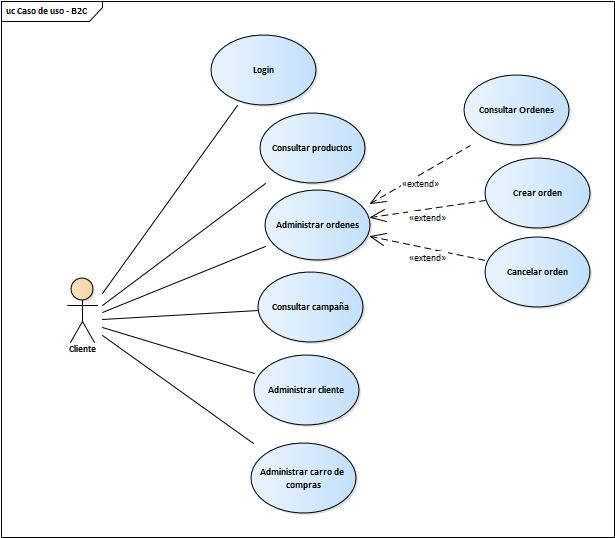 uc Caso de uso - B2C
Login
Consultar Ordenes
Consultar productos
«extend»
Crear orden
«extend»
Administrar ordenes
«extend»
Cancelar orden
Consultar campaña
Cliente
Administrar cliente
Administrar carro de
compras